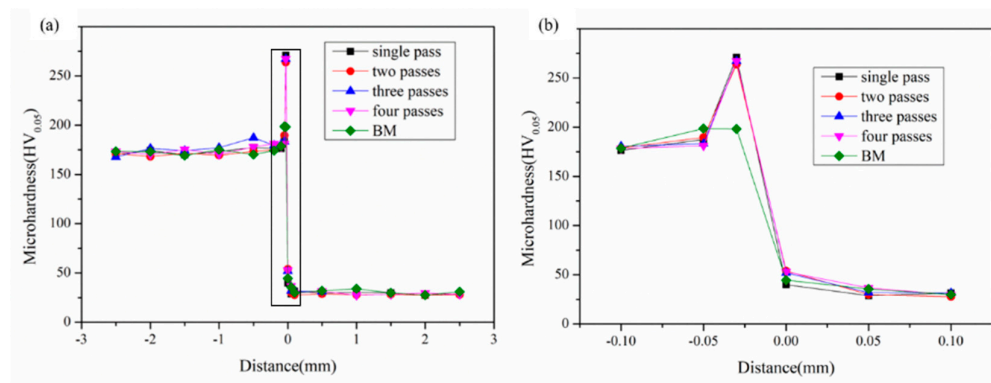 (a)
single pass
two passes
three passes
four passes
BM
250
200
150
100
50
0
Microhardness(HV0.05)
-3
-2
-1
0
1
2
3
Distance(mm)
(b)
single pass
two passes
three passes
four passes
BM
250
200
150
100
50
0
Microhardness(HV0.05)
-0.10
-0.05
0.00
0.05
0.10
Distance(mm)